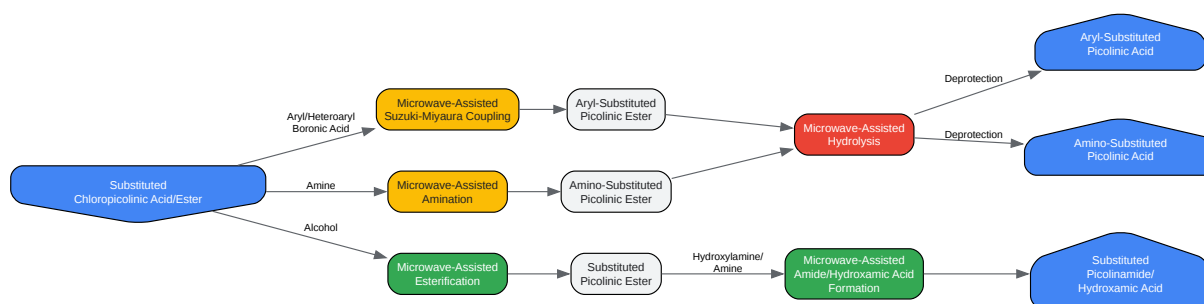 Substituted
Chloropicolinic Acid/Ester
Aryl/Heteroaryl
Boronic Acid
Amine
Alcohol
Microwave-Assisted
Suzuki-Miyaura Coupling
Microwave-Assisted
Amination
Microwave-Assisted
Esterification
Aryl-Substituted
Picolinic Ester
Amino-Substituted
Picolinic Ester
Substituted
Picolinic Ester
Hydroxylamine/
Amine
Microwave-Assisted
Hydrolysis
Microwave-Assisted
Amide/Hydroxamic Acid
Formation
Deprotection
Deprotection
Aryl-Substituted
Picolinic Acid
Amino-Substituted
Picolinic Acid
Substituted
Picolinamide/
Hydroxamic Acid